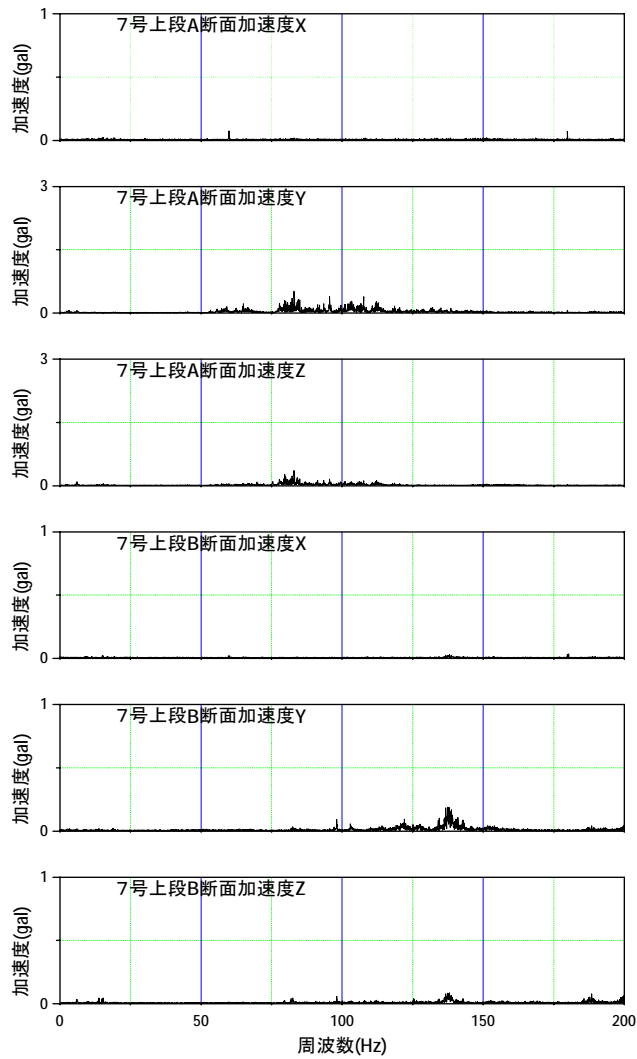 1
7号上段A断面加速度X
加速度(gal)
0
3
7号上段A断面加速度Y
加速度(gal)
0
3
7号上段A断面加速度Z
加速度(gal)
0
1
7号上段B断面加速度X
加速度(gal)
0
1
7号上段B断面加速度Y
加速度(gal)
0
1
7号上段B断面加速度Z
加速度(gal)
0
0 50 100 150 200
周波数(Hz)